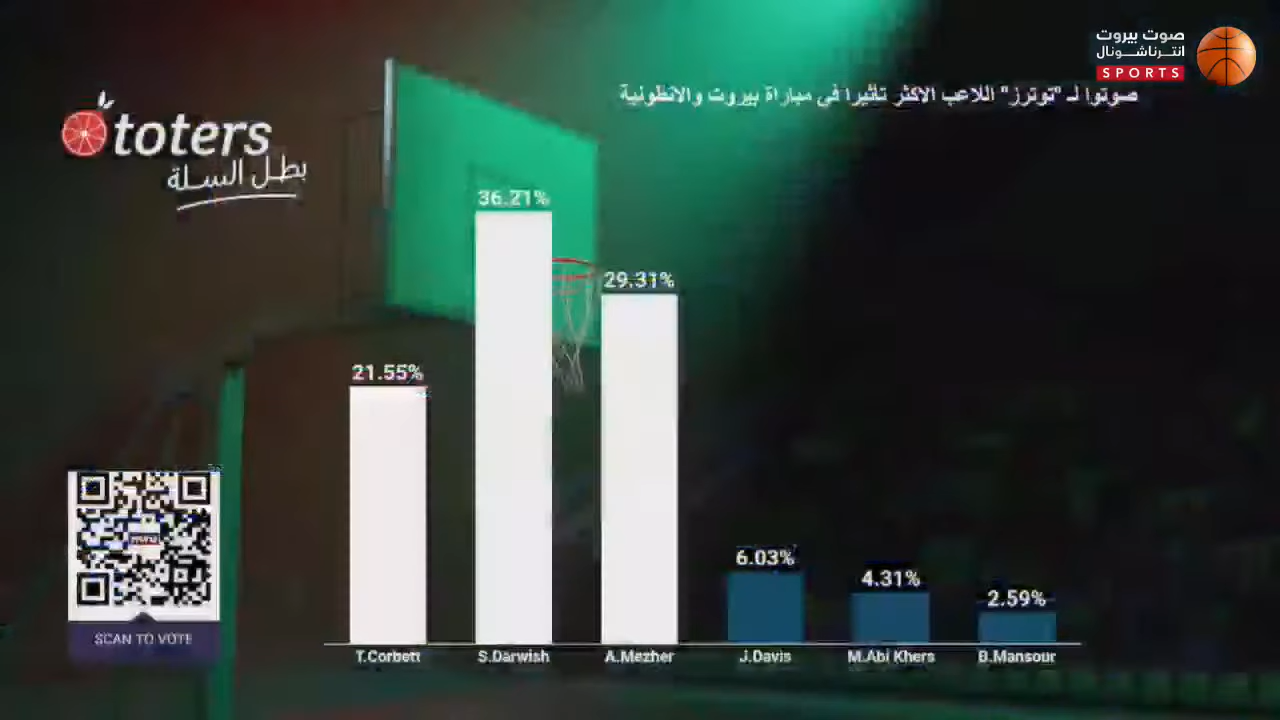 صوت بيروت
انترناشونال
SPORTS
صوتوا لـ "توترز" اللاعب الاكثر تأثيرا في مباراة بيروت والانطونية
toters
بطل السلة
36.21%
29.31%
21.55%
6.03%
4.31%
2.59%
SCAN TO VOTE
T.Corbett S.Darwish A.Mezher J.Davis M.Abi Khers B.Mansour